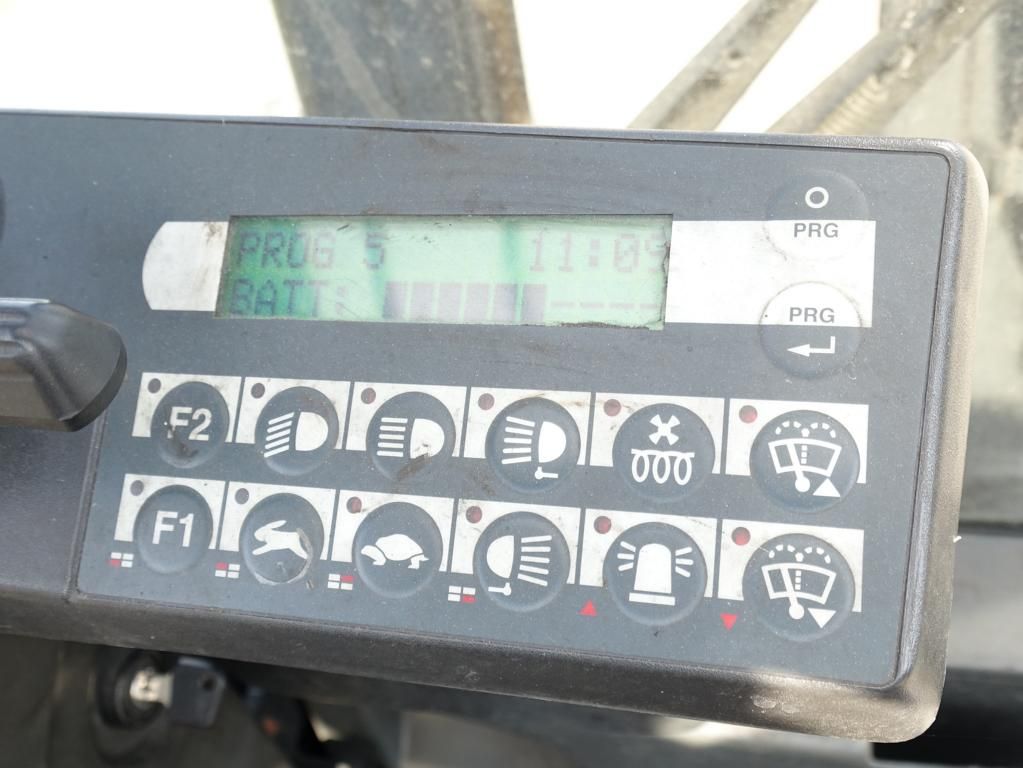 PROG 5 11:09
BATT:
PRG
PRG
F2
F1